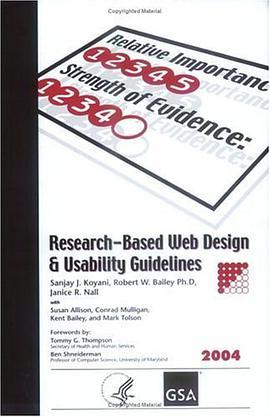 Copyrighted Material
Relative Importance
12345
Strength of Evidence:
1234
Research-Based Web Design
& Usability Guidelines
Sanjay J. Koyani, Robert W. Bailey Ph.D,
Janice R. Nall
with
Susan Allison, Conrad Mulligan,
Kent Bailey, and Mark Tolson
Forewords by:
Tommy G. Thompson
Secretary of Health and Human Services
Ben Shneiderman
Professor of Computer Science, University of Maryland
2004
GSA
Copyrighted Material